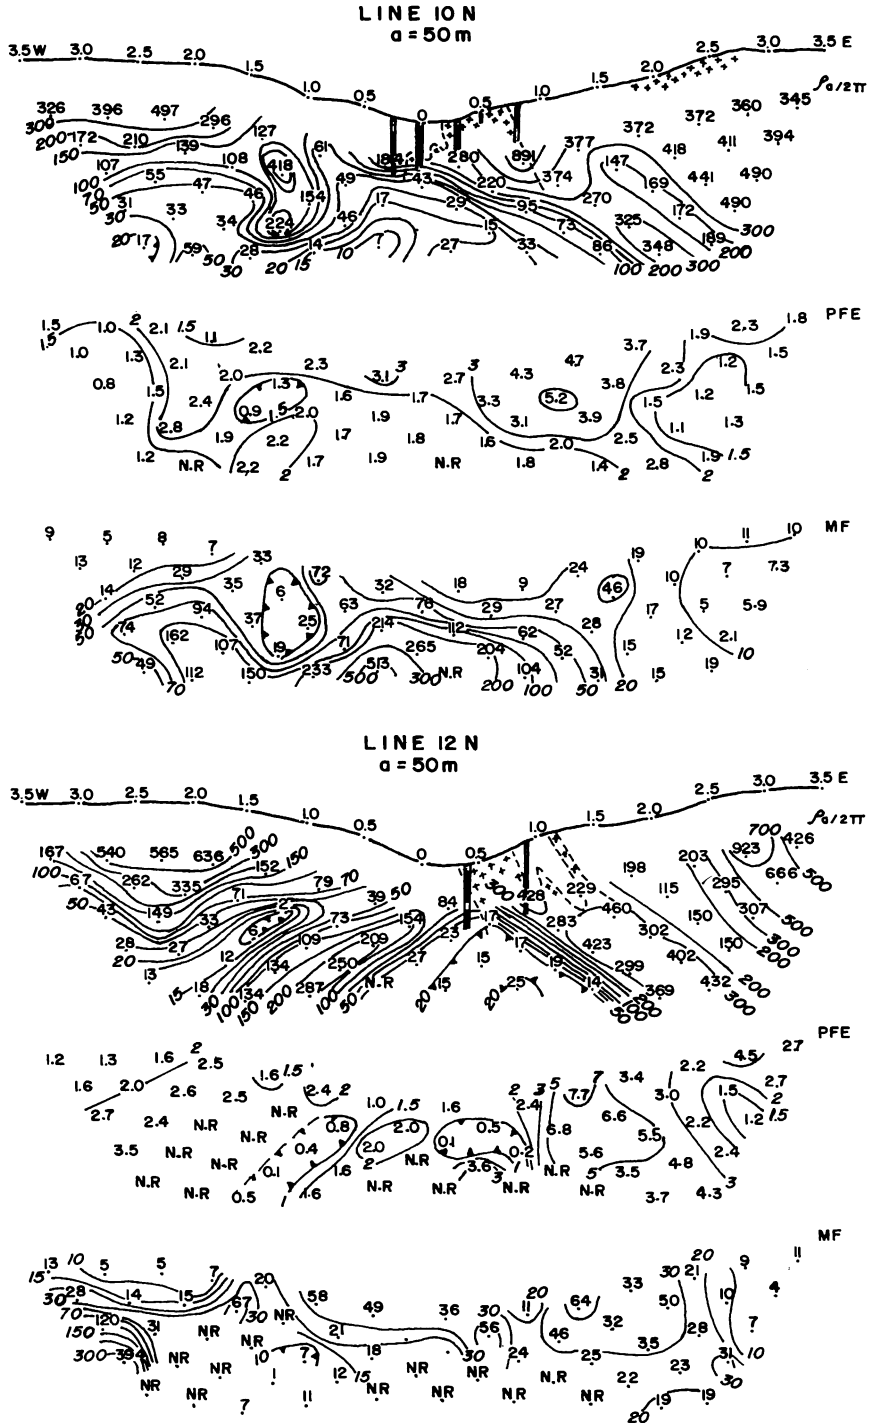 LINE 10 N
a = 50m
3.5 W 3.0 2.5 2.0 1.5 1.0 0.5 0 0.5 1.0 1.5 2.0 2.5 3.0 3.5 E
ρa/2π
326 396 497 296 127 61 184 280 891 377 372 418 372 411 360 394 345
300 200 172 210 139 108 418
150 107 55 47 46 154 49 43 220 374 147 169 441 490
100 70 50 31 33 34 224 46 17 29 95 270 325 172 490
30 20 17 59 50 28 30 20 15 14 10 7 27 15 33 73 86 348 189 300
100 200 300 200
PFE
1.5 1.0 2 2.1 1.5 1.1 2.2 2.3 3.1 3 2.7 3 4.3 4.7 3.7 1.9 2.3 1.8
1.5 1.0 1.3 2.1 2.0 1.3 1.6 1.7 3.3 5.2 3.8 2.3 1.2 1.5
0.8 1.5 2.4 0.9 1.5 2.0 1.9 1.7 3.1 3.9 1.5 1.2 1.5
1.2 2.8 1.9 2.2 1.7 1.8 1.6 2.0 2.5 1.1 1.3
1.2 N.R 2.2 2 1.7 1.9 N.R 1.8 1.4 2 2.8 1.9 1.5
2
MF
9 5 8 7 33 72 32 18 9 24 19 10 11 10
13 12 29 35 6 63 78 29 27 46 10 7 7.3
14 52 94 37 25 214 112 62 28 17 5 5.9
20 74 162 107 19 71 265 204 52 15 12 2.1
50 49 112 150 233 513 N.R 104 31 15 19 10
70 500 300 200 100 50 20
LINE 12 N
a = 50m
3.5 W 3.0 2.5 2.0 1.5 1.0 0.5 0 0.5 1.0 1.5 2.0 2.5 3.0 3.5 E
ρa/2π
167 540 565 636 500 300 152 150 79 70 39 50 84 300 428 229 198 203 923 700 426
100 67 262 335 71 2 73 154 17 460 115 295 666 500
50 43 149 33 6 109 209 23 283 302 150 307 500
28 27 12 134 250 27 15 17 423 402 150 300
20 13 18 134 287 N.R 15 25 19 299 432 200
15 30 100 150 200 100 50 20 20 14 369 200 300
PFE
1.2 1.3 1.6 2 2.5 1.6 1.5 2.4 2 1.0 1.5 1.6 2 3 5 7 3.4 2.2 4.5 2.7
1.6 2.0 2.6 2.5 N.R 0.8 2.0 0.5 2.4 7.7 3.0 1.5 2.7 2
2.7 2.4 N.R N.R 0.4 2.0 0.1 0.2 6.8 6.6 2.2 1.2 1.5
3.5 N.R N.R 0.1 1.6 2 N.R 3.6 N.R 5.6 5.5 4.8 2.4
N.R N.R 0.5 1.6 N.R N.R 3 N.R N.R 5 3.5 3.7 4.3 3
MF
13 10 5 5 7 20 58 49 36 30 20 11 64 33 30 21 20 9 11
15 28 14 15 67 30 NR 21 56 46 32 50 10 4
30 70 120 31 NR NR 7 18 30 24 25 35 28 7
150 300 394 NR NR 10 1 12 15 NR NR N.R 22 23 31 10
NR NR 7 11 NR NR NR NR 20 19 19 30